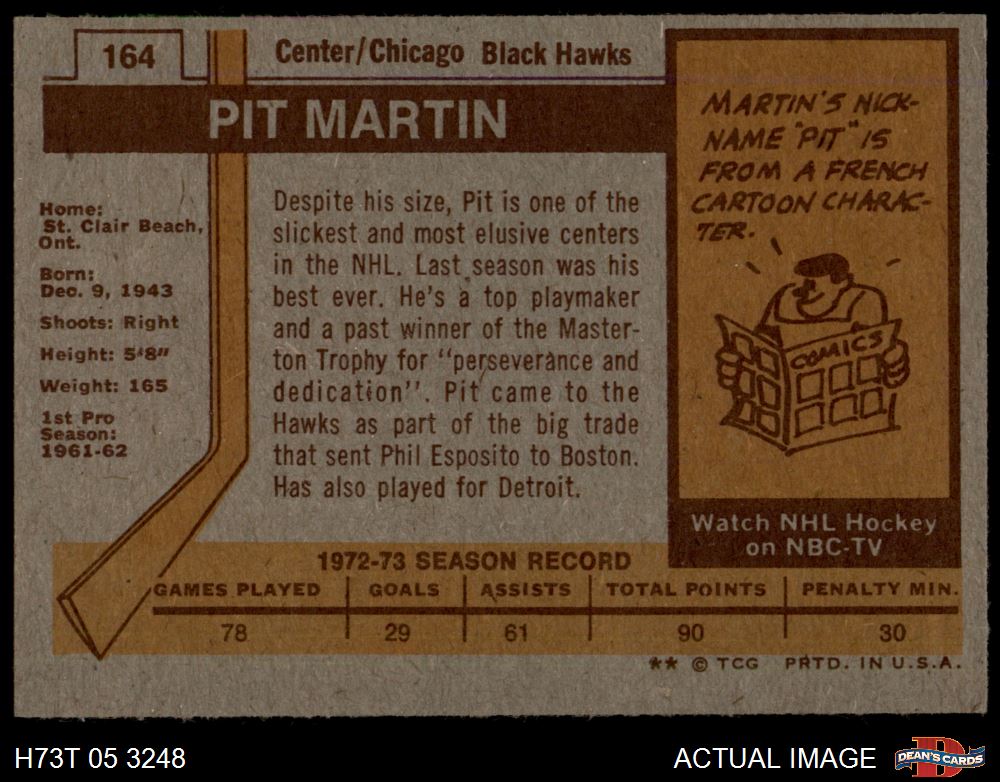 164
Center/Chicago Black Hawks
PIT MARTIN
Home:
St. Clair Beach,
Ont.
Born:
Dec. 9, 1943
Shoots: Right
Height: 5'8"
Weight: 165
1st Pro
Season:
1961-62
Despite his size, Pit is one of the
slickest and most elusive centers
in the NHL. Last season was his
best ever. He's a top playmaker
and a past winner of the Master-
ton Trophy for "perseverance and
dedication". Pit came to the
Hawks as part of the big trade
that sent Phil Esposito to Boston.
Has also played for Detroit.
MARTIN'S NICK-
NAME "PIT" IS
FROM A FRENCH
CARTOON CHARAC-
TER.
COMICS
Watch NHL Hockey
on NBC-TV
1972-73 SEASON RECORD
GAMES PLAYED GOALS ASSISTS TOTAL POINTS PENALTY MIN.
78 29 61 90 30
** © TCG PRTD. IN U.S.A.
H73T 05 3248
ACTUAL IMAGE
D
DEAN'S CARDS